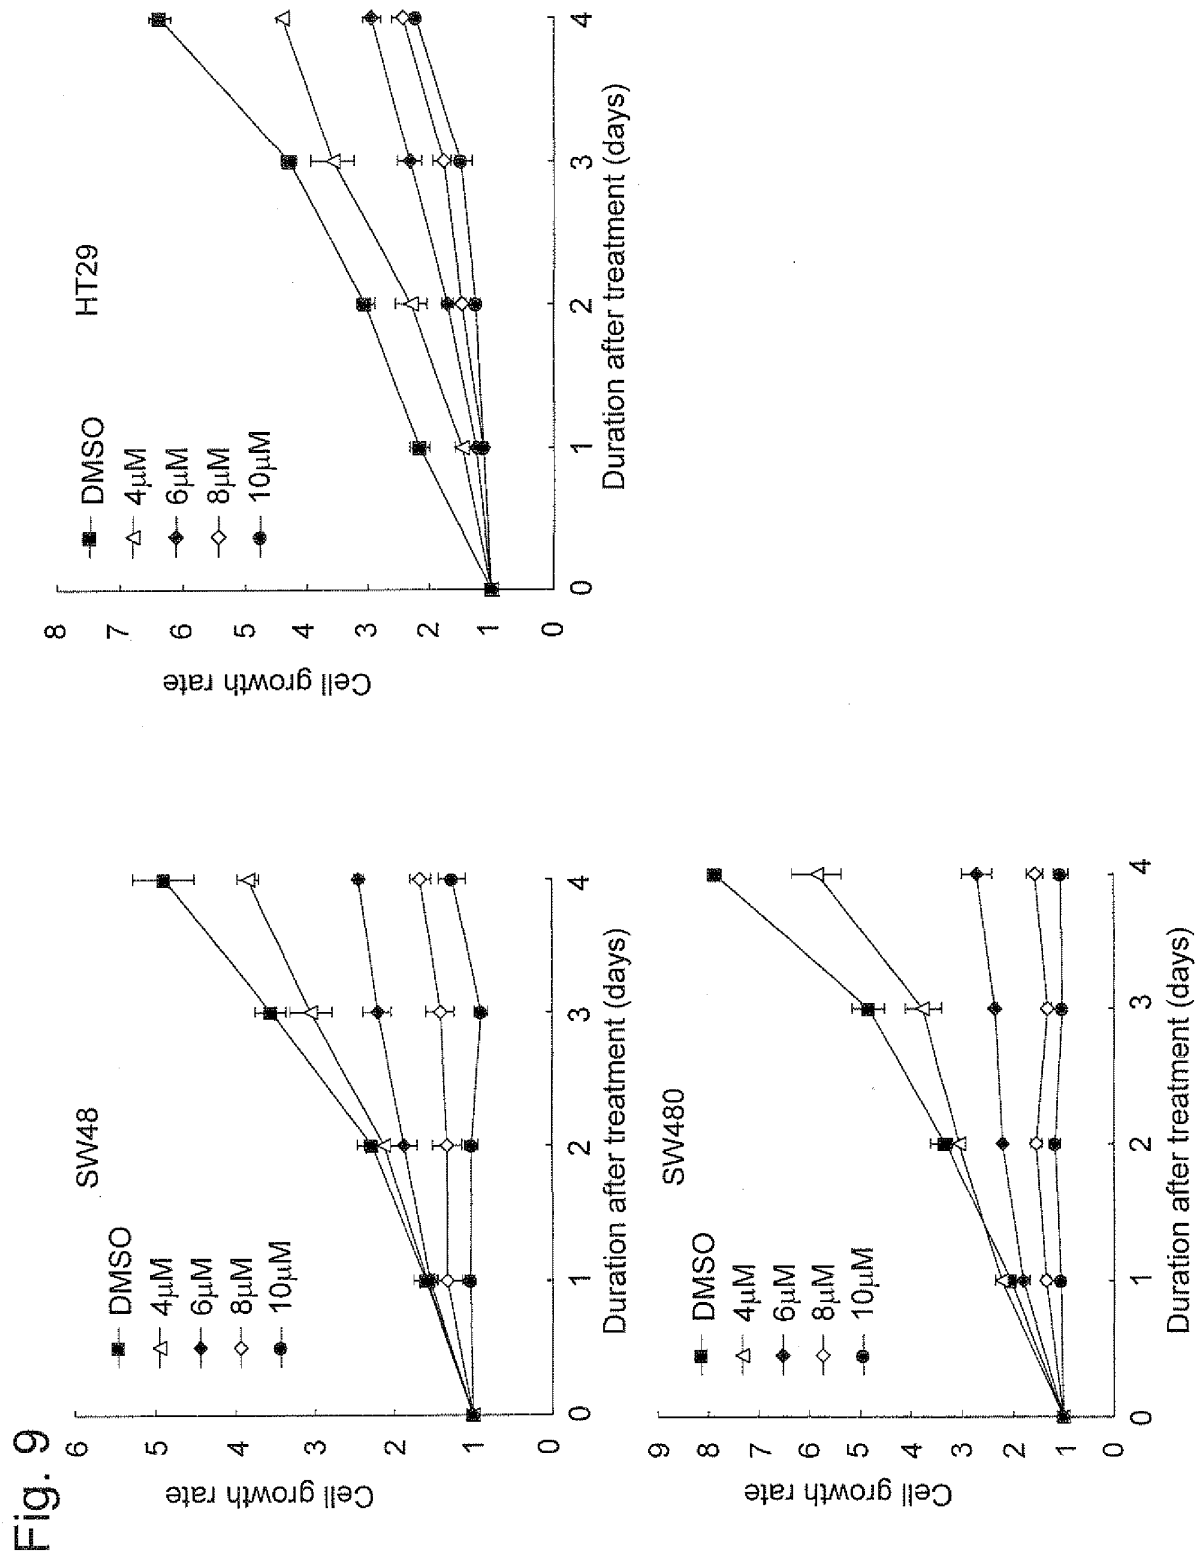 Fig. 9
SW48
DMSO
4μM
6μM
8μM
10μM
Cell growth rate
6
5
4
3
2
1
0
0 1 2 3 4
Duration after treatment (days)
HT29
DMSO
4μM
6μM
8μM
10μM
Cell growth rate
8
7
6
5
4
3
2
1
0
0 1 2 3 4
Duration after treatment (days)
SW480
DMSO
4μM
6μM
8μM
10μM
Cell growth rate
9
8
7
6
5
4
3
2
1
0
0 1 2 3 4
Duration after treatment (days)